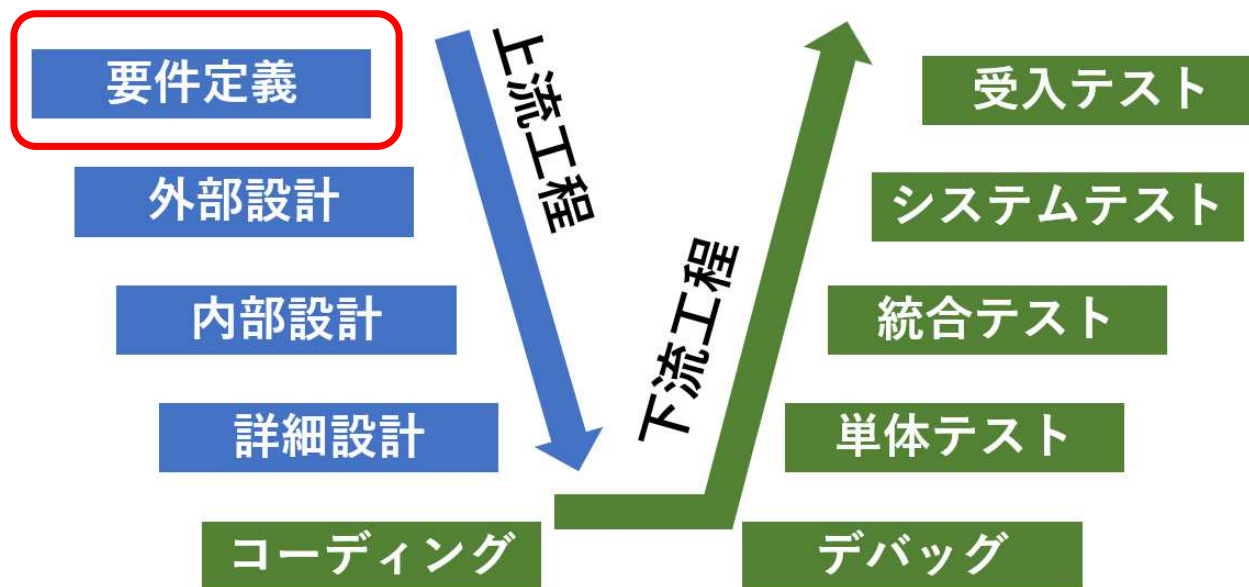 要件定義
外部設計
内部設計
詳細設計
コーディング
上流工程
下流工程
受入テスト
システムテスト
統合テスト
単体テスト
デバッグ